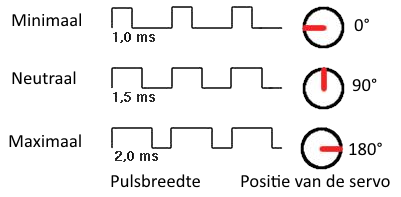 Minimaal
1,0 ms
0°
Neutraal
1,5 ms
90°
Maximaal
2,0 ms
180°
Pulsbreedte Positie van de servo